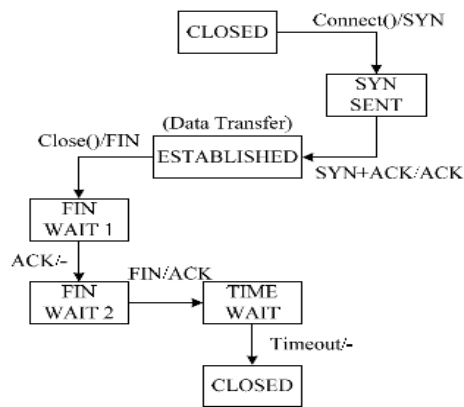 CLOSED
Connect()/SYN
SYN
SENT
(Data Transfer)
Close()/FIN
ESTABLISHED
SYN+ACK/ACK
FIN
WAIT 1
ACK/-
FIN/ACK
FIN
WAIT 2
TIME
WAIT
Timeout/-
CLOSED